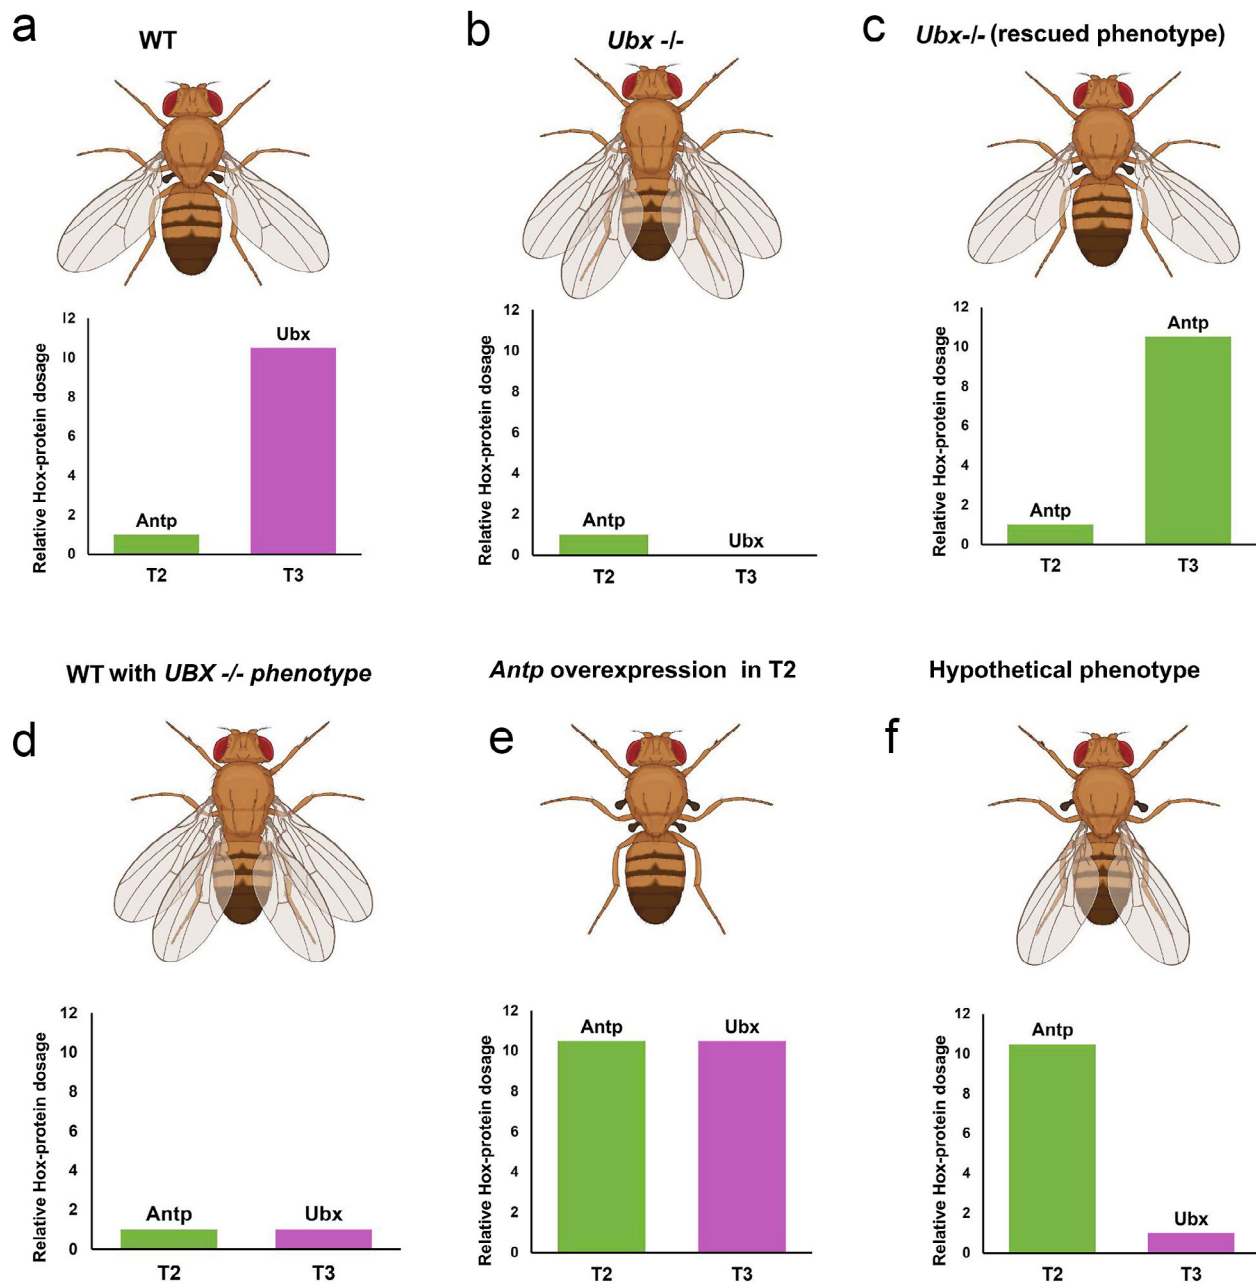 a
WT
Relative Hox-protein dosage
12
10
8
6
4
2
0
Antp
Ubx
T2
T3
b
Ubx -/-
Relative Hox-protein dosage
12
10
8
6
4
2
0
Antp
Ubx
T2
T3
c
Ubx-/- (rescued phenotype)
Relative Hox-protein dosage
12
10
8
6
4
2
0
Antp
Antp
T2
T3
d
WT with UBX -/- phenotype
Relative Hox-protein dosage
12
10
8
6
4
2
0
Antp
Ubx
T2
T3
e
Antp overexpression in T2
Relative Hox-protein dosage
12
10
8
6
4
2
0
Antp
Ubx
T2
T3
f
Hypothetical phenotype
Relative Hox-protein dosage
12
10
8
6
4
2
0
Antp
Ubx
T2
T3